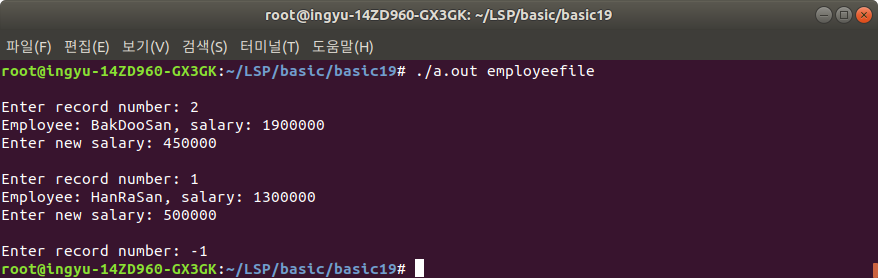 root@ingyu-14ZD960-GX3GK: ~/LSP/basic/basic19
파일(F) 편집(E) 보기(V) 검색(S) 터미널(T) 도움말(H)
root@ingyu-14ZD960-GX3GK:~/LSP/basic/basic19# ./a.out employeefile
Enter record number: 2
Employee: BakDooSan, salary: 1900000
Enter new salary: 450000
Enter record number: 1
Employee: HanRaSan, salary: 1300000
Enter new salary: 500000
Enter record number: -1
root@ingyu-14ZD960-GX3GK:~/LSP/basic/basic19#